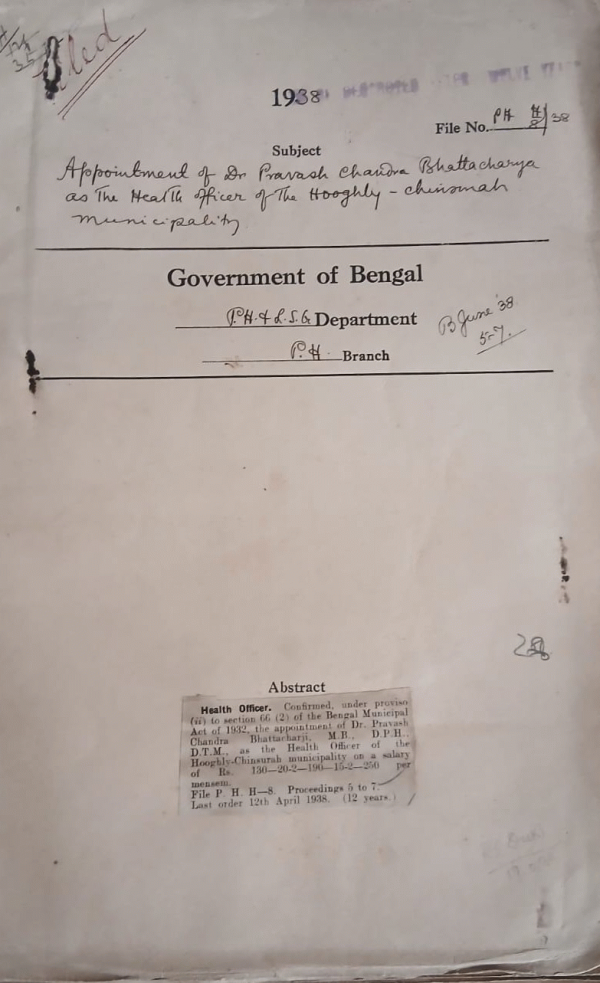 filed
1938
File No. PH H/8/38
Subject
Appointment of Dr Pravash Chandra Bhattacharya
as The Health officer of The Hooghly - chinsurah
municipality
Government of Bengal
P.H. & L.S.G Department
B June '38
5-7.
P.H. Branch
Abstract
Health Officer. Confirmed, under proviso
(ii) to section 66 (2) of the Bengal Municipal
Act of 1932, the appointment of Dr. Pravash
Chandra Bhattacharji, M.B., D.P.H.,
D.T.M., as the Health Officer of the
Hooghly-Chinsurah municipality on a salary
of Rs. 130—20-2—190—15-2—250 per
mensem.
File P. H. H—8. Proceedings 5 to 7.
Last order 12th April 1938. (12 years.)